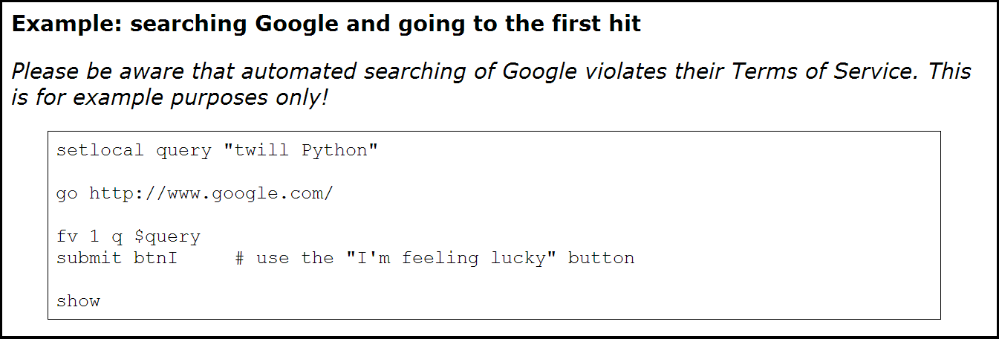 Example: searching Google and going to the first hit
Please be aware that automated searching of Google violates their Terms of Service. This
is for example purposes only!
setlocal query "twill Python"
go http://www.google.com/
fv 1 q $query
submit btnI     # use the "I'm feeling lucky" button
show